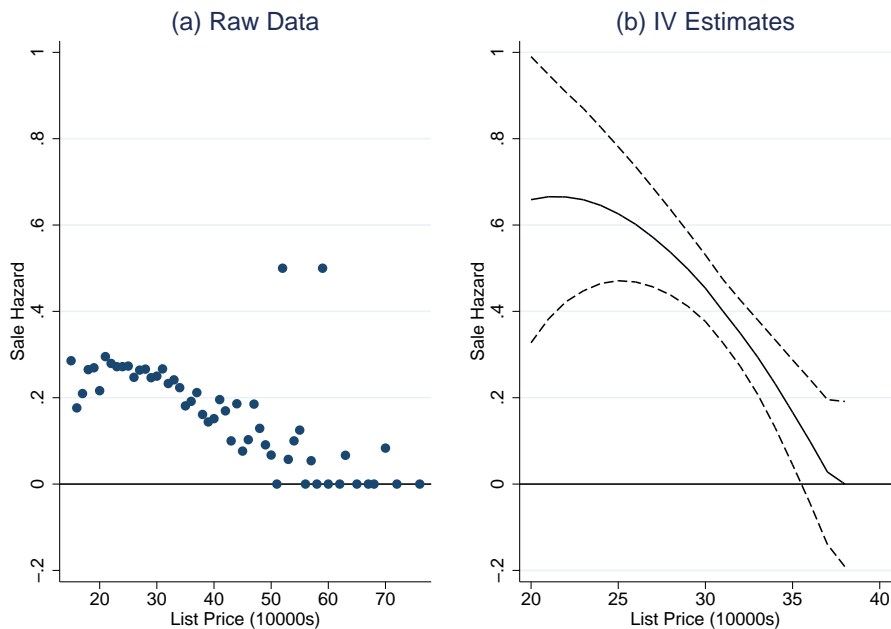 (a) Raw Data
1
.8
.6
.4
.2
0
-.2
Sale Hazard
20 30 40 50 60 70
List Price (10000s)
(b) IV Estimates
1
.8
.6
.4
.2
0
-.2
Sale Hazard
20 25 30 35 40
List Price (10000s)